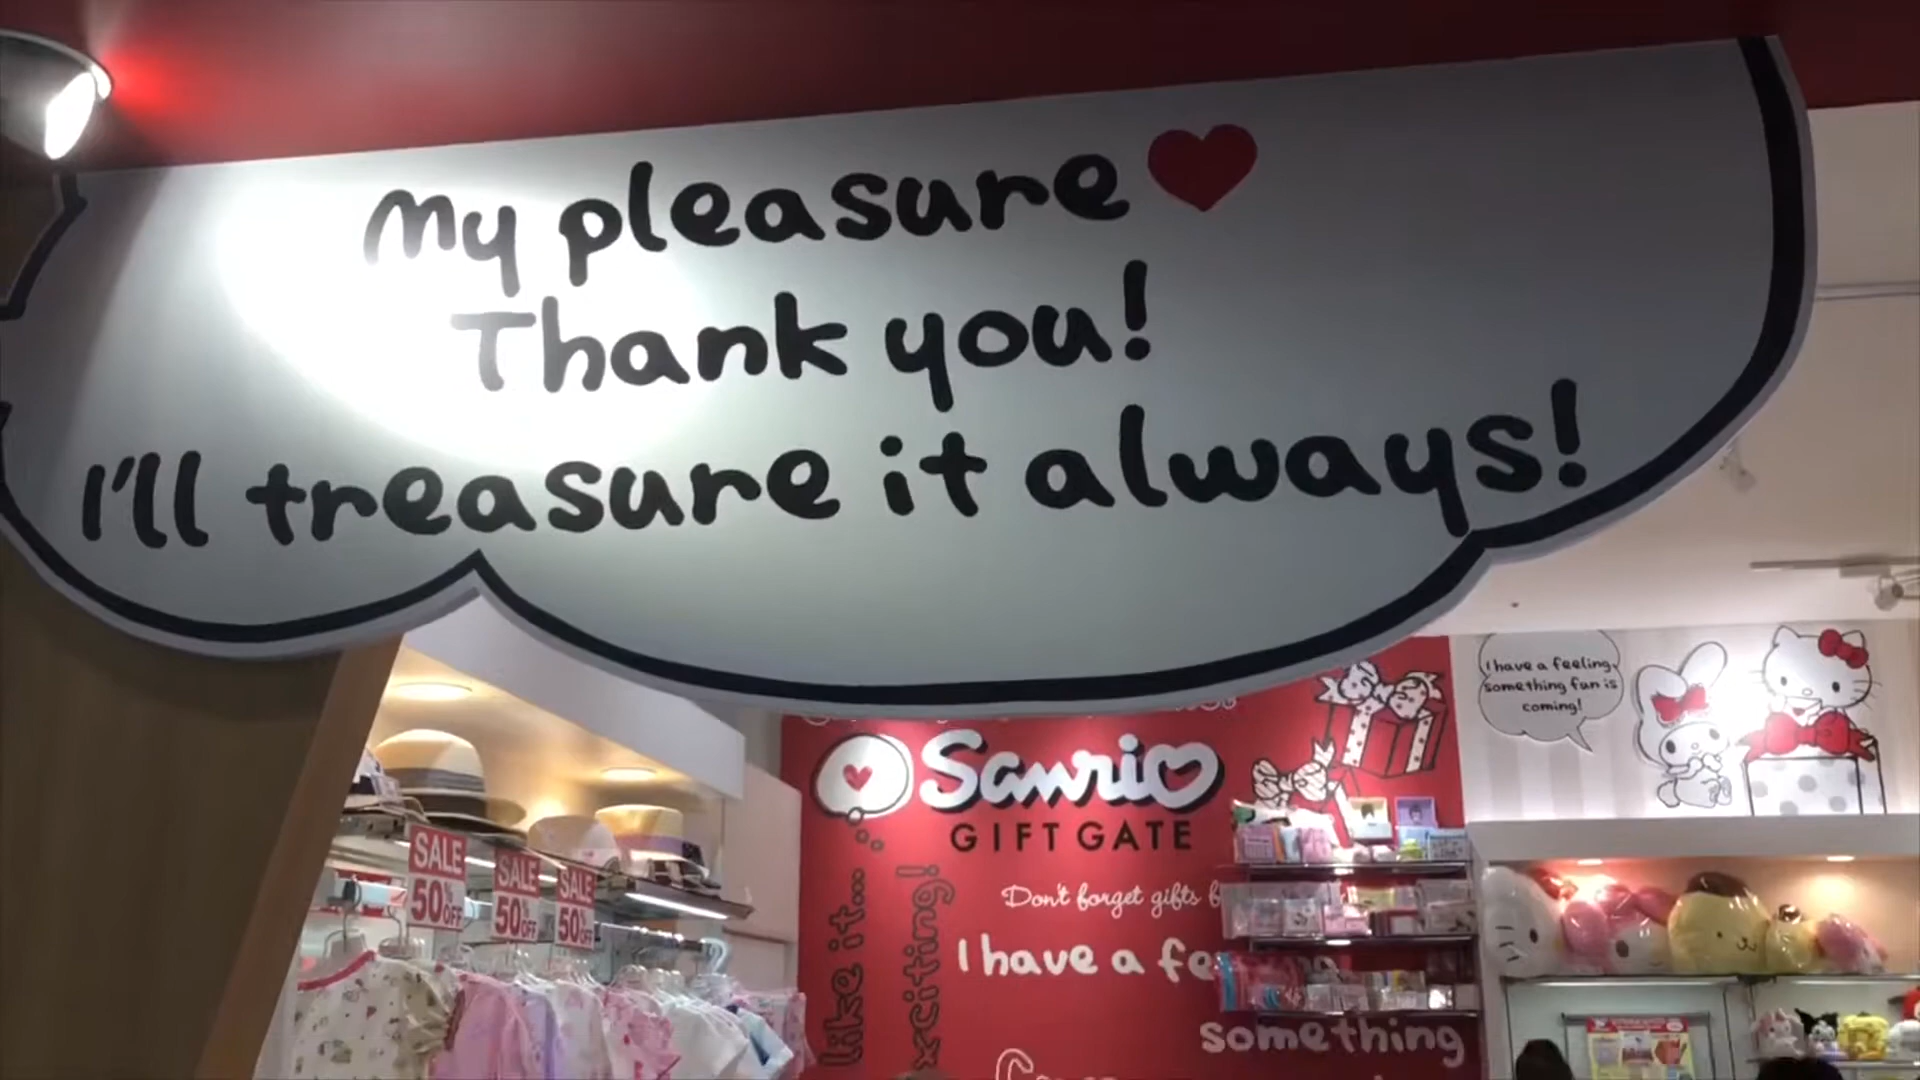 My pleasure
Thank you!
I'll treasure it always!
I have a feeling
something fun is
coming!
Sanrio
GIFT GATE
SALE
50% OFF
SALE
50% OFF
SALE
50% OFF
Don't forget gifts
I have a
something
like it...